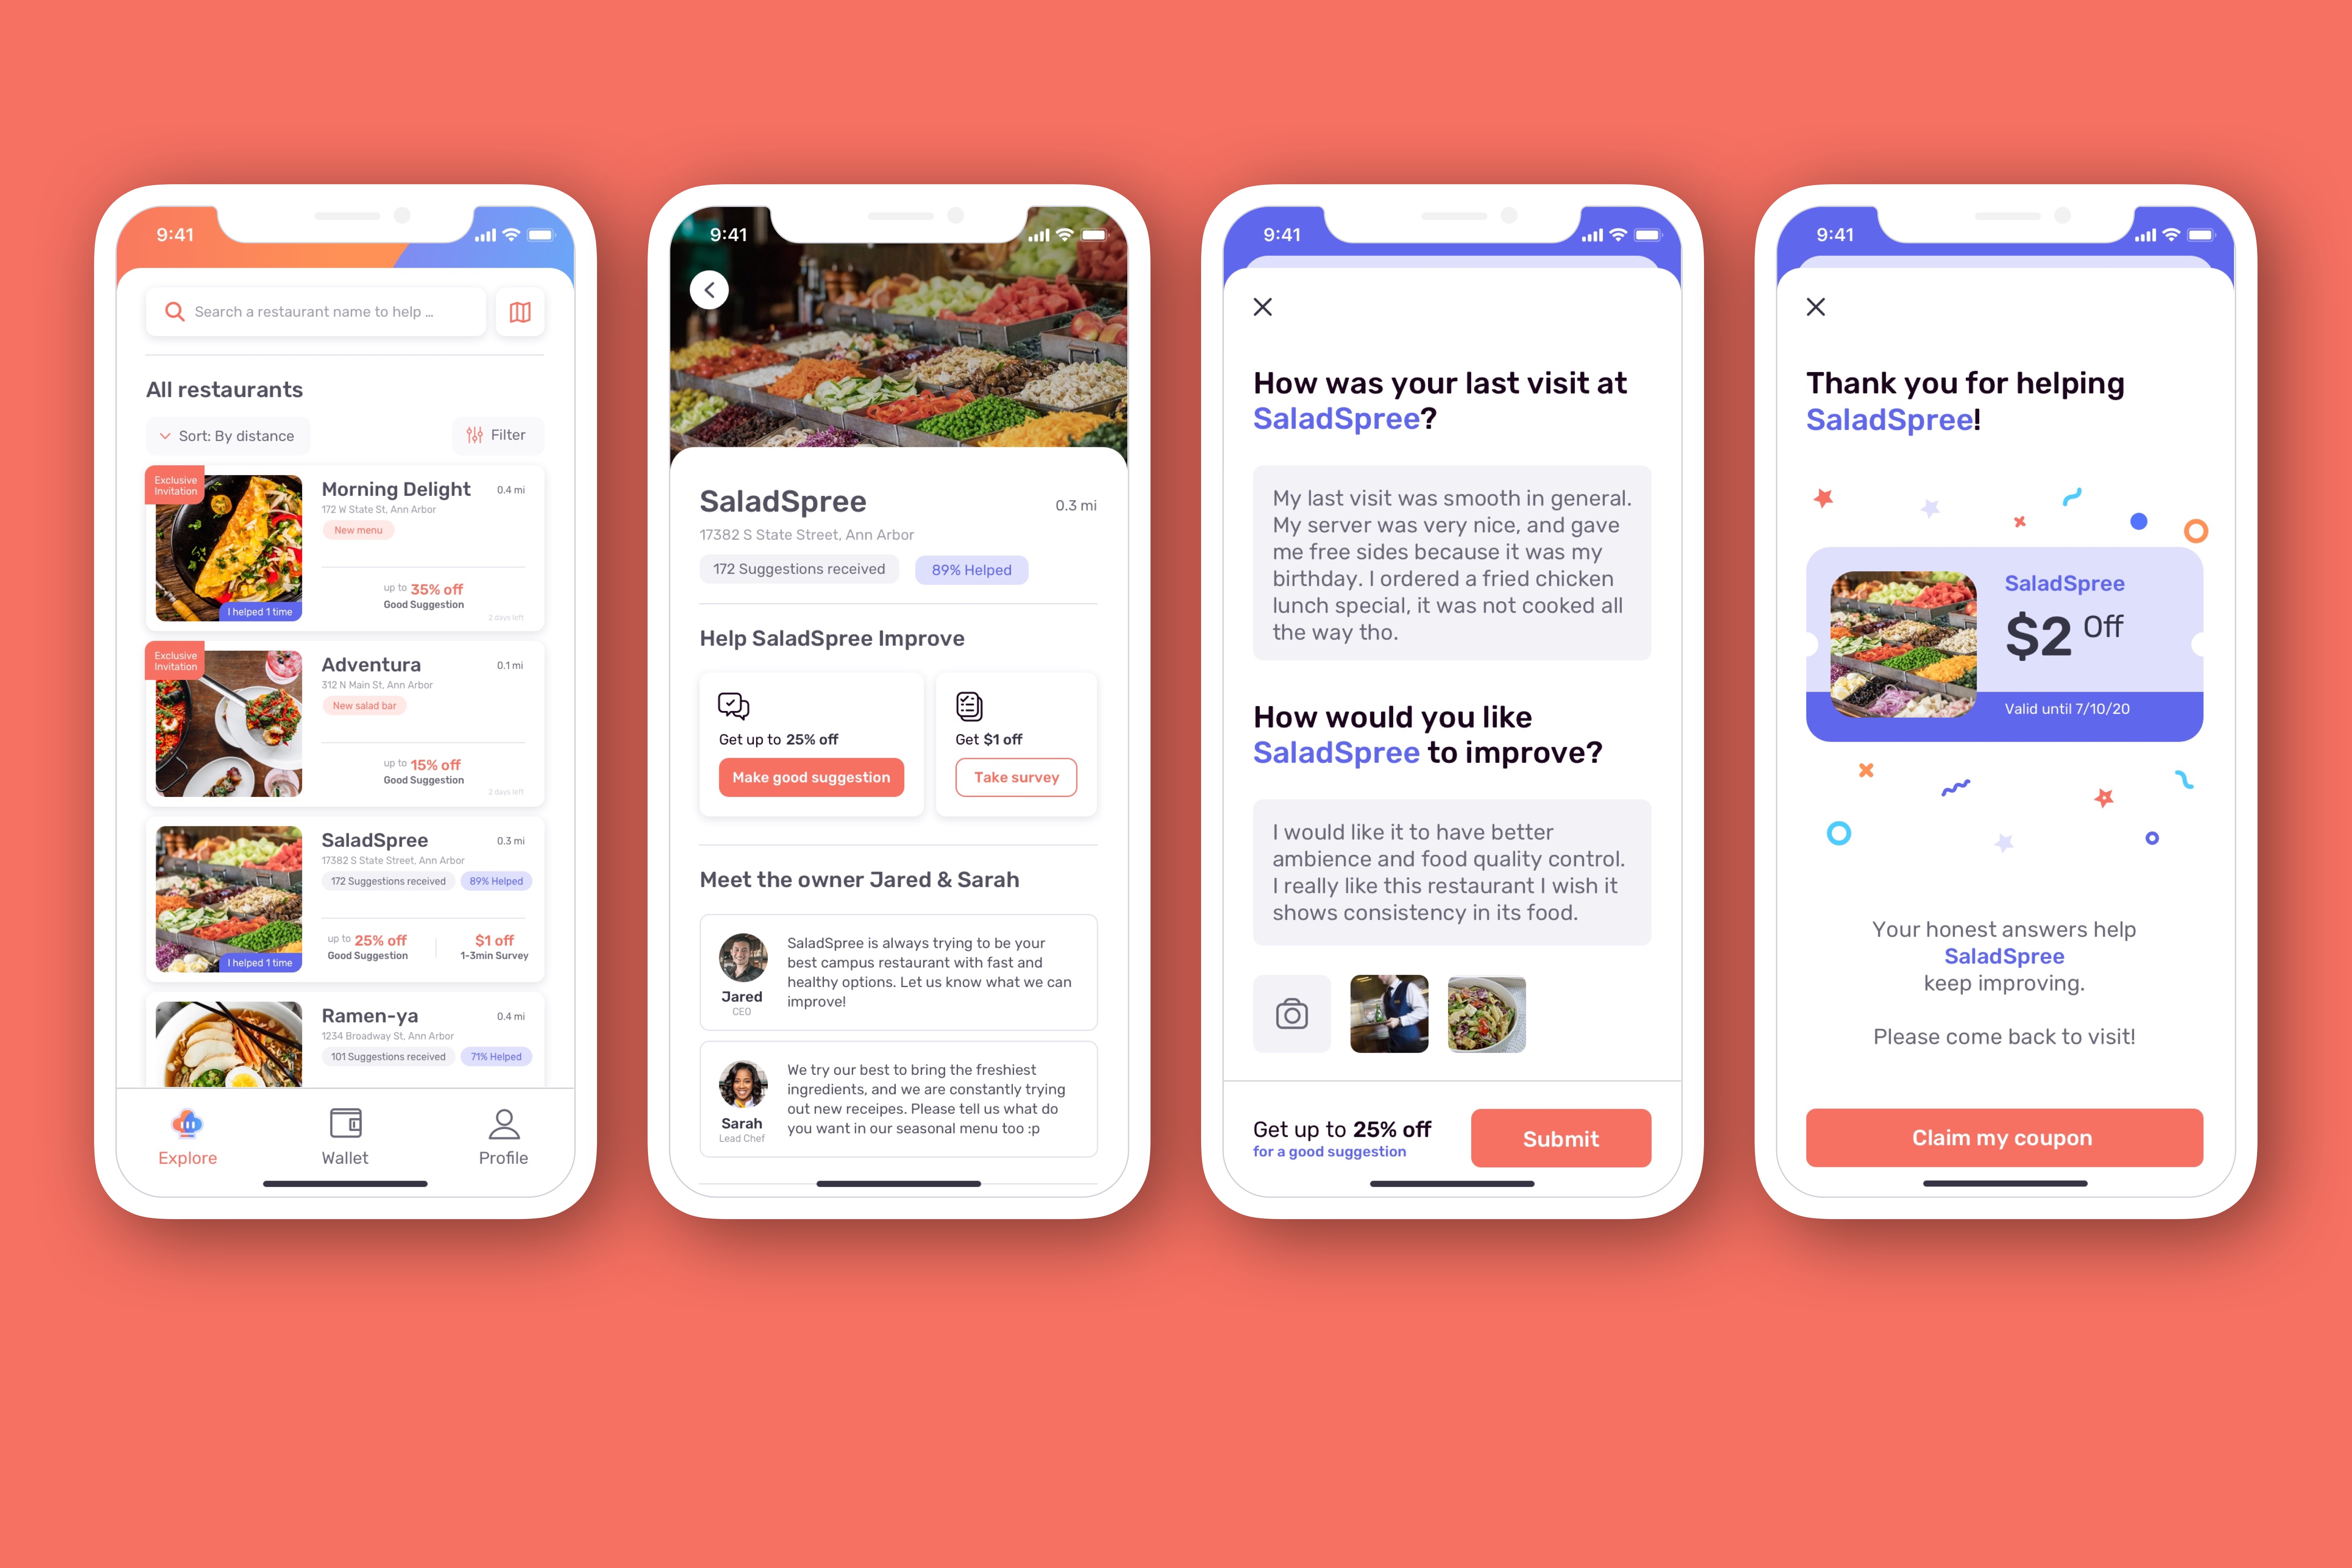 9:41
Search a restaurant name to help ...
All restaurants
Sort: By distance
Filter
Exclusive
Invitation
Morning Delight
0.4 mi
172 W State St, Ann Arbor
New menu
up to 35% off
Good Suggestion
I helped 1 time
2 days left
Exclusive
Invitation
Adventura
0.1 mi
312 N Main St, Ann Arbor
New salad bar
up to 15% off
Good Suggestion
2 days left
SaladSpree
0.3 mi
17382 S State Street, Ann Arbor
172 Suggestions received
89% Helped
up to 25% off
$1 off
Good Suggestion
1-3min Survey
I helped 1 time
Ramen-ya
0.4 mi
1234 Broadway St, Ann Arbor
101 Suggestions received
71% Helped
Explore
Wallet
Profile
9:41
SaladSpree
0.3 mi
17382 S State Street, Ann Arbor
172 Suggestions received
89% Helped
Help SaladSpree Improve
Get up to 25% off
Make good suggestion
Get $1 off
Take survey
Meet the owner Jared & Sarah
Jared
CEO
SaladSpree is always trying to be your
best campus restaurant with fast and
healthy options. Let us know what we can
improve!
Sarah
Lead Chef
We try our best to bring the freshiest
ingredients, and we are constantly trying
out new receipes. Please tell us what do
you want in our seasonal menu too :p
9:41
How was your last visit at
SaladSpree?
My last visit was smooth in general.
My server was very nice, and gave
me free sides because it was my
birthday. I ordered a fried chicken
lunch special, it was not cooked all
the way tho.
How would you like
SaladSpree to improve?
I would like it to have better
ambience and food quality control.
I really like this restaurant I wish it
shows consistency in its food.
Get up to 25% off
for a good suggestion
Submit
9:41
Thank you for helping
SaladSpree!
SaladSpree
$2 Off
Valid until 7/10/20
Your honest answers help
SaladSpree
keep improving.
Please come back to visit!
Claim my coupon